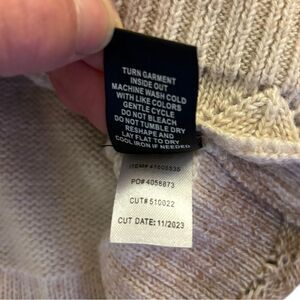 TURN GARMENT
INSIDE OUT
MACHINE WASH COLD
WITH LIKE COLORS
GENTLE CYCLE
DO NOT BLEACH
DO NOT TUMBLE DRY
RESHAPE AND
LAY FLAT TO DRY
COOL IRON IF NEEDED
ITEM#
PO# 4056873
CUT# 510022
CUT DATE: 11/2023